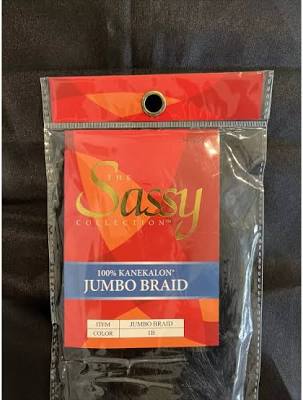 THE
Sassy
COLLECTION™
100% KANEKALON®
JUMBO BRAID
ITEM JUMBO BRAID
COLOR 1B